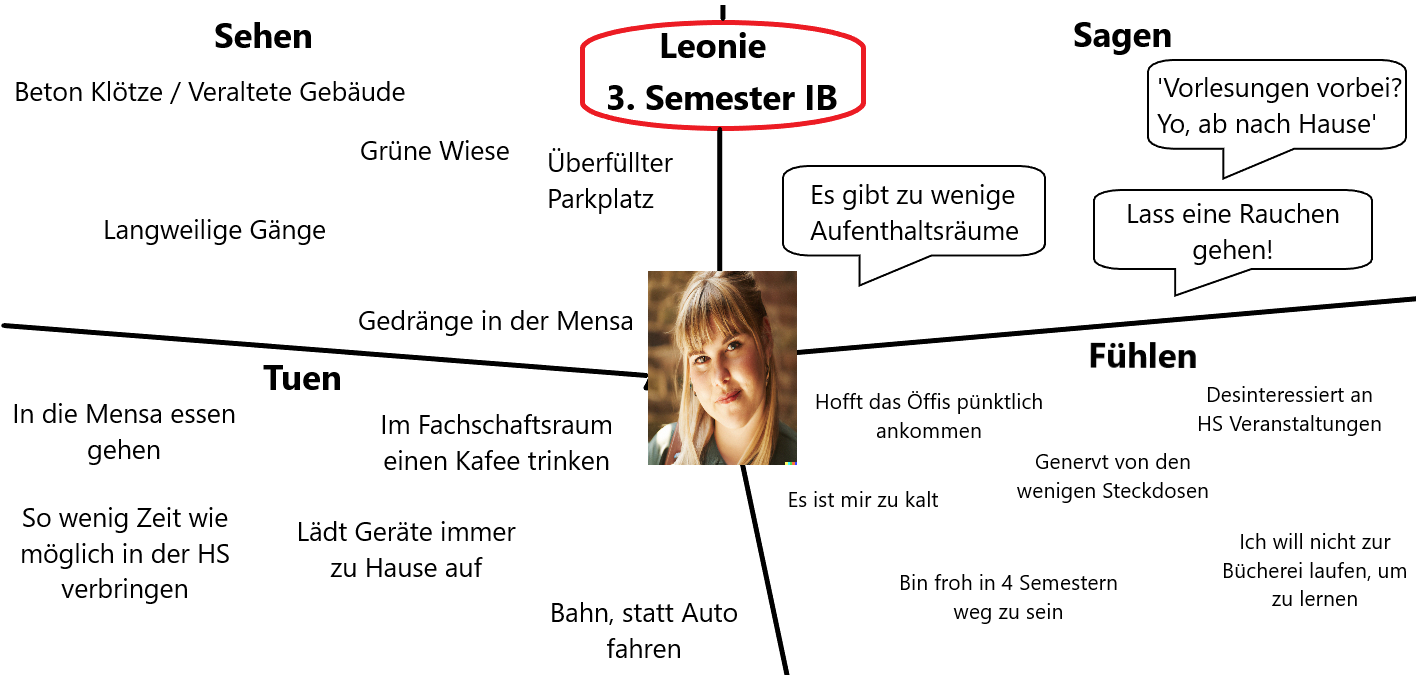 Leonie
3. Semester IB
Sehen
Beton Klötze / Veraltete Gebäude
Grüne Wiese
Überfüllter
Parkplatz
Langweilige Gänge
Gedränge in der Mensa
Sagen
'Vorlesungen vorbei?
Yo, ab nach Hause'
Es gibt zu wenige
Aufenthaltsräume
Lass eine Rauchen
gehen!
Tuen
In die Mensa essen
gehen
Im Fachschaftsraum
einen Kafee trinken
So wenig Zeit wie
möglich in der HS
verbringen
Lädt Geräte immer
zu Hause auf
Bahn, statt Auto
fahren
Fühlen
Hofft das Öffis pünktlich
ankommen
Desinteressiert an
HS Veranstaltungen
Genervt von den
wenigen Steckdosen
Es ist mir zu kalt
Ich will nicht zur
Bücherei laufen, um
zu lernen
Bin froh in 4 Semestern
weg zu sein